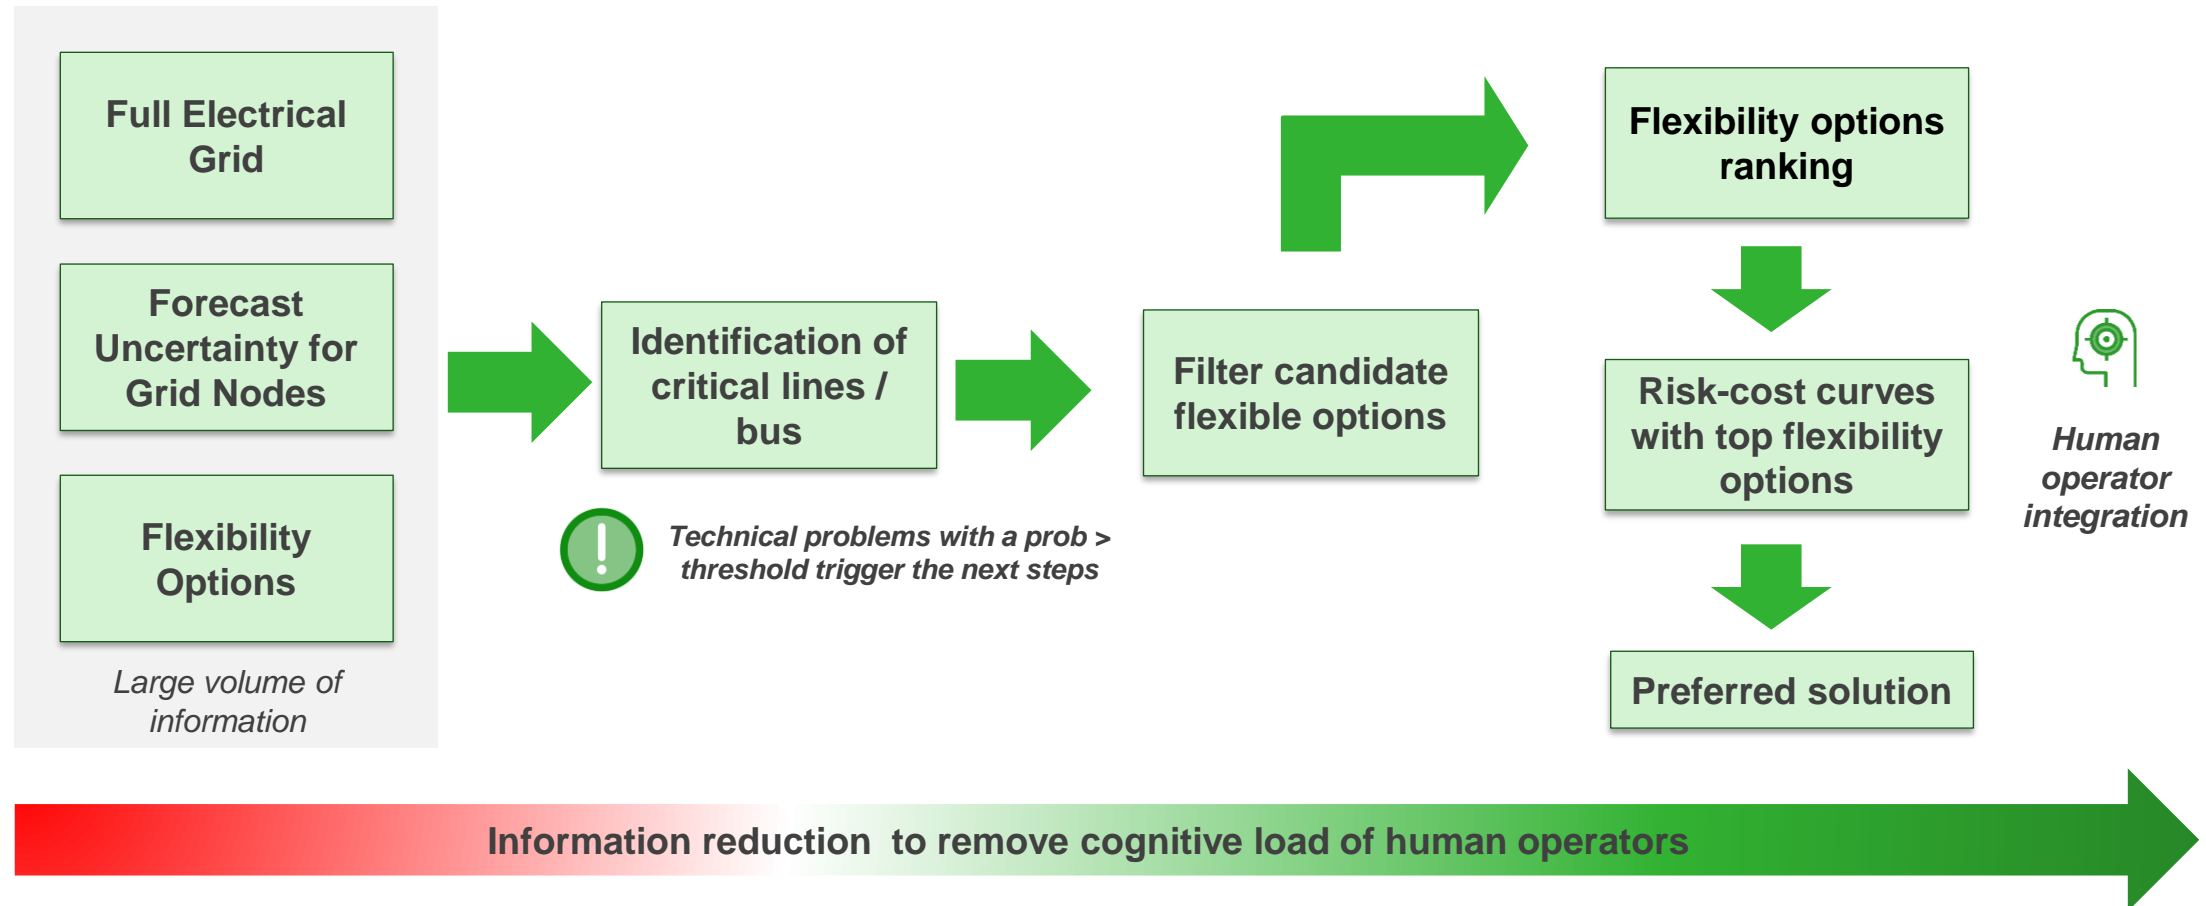 Full Electrical
Grid
Forecast
Uncertainty for
Grid Nodes
Flexibility
Options
Large volume of
information
Identification of
critical lines /
bus
Technical problems with a prob >
threshold trigger the next steps
Filter candidate
flexible options
Flexibility options
ranking
Risk-cost curves
with top flexibility
options
Preferred solution
Human
operator
integration
Information reduction  to remove cognitive load of human operators